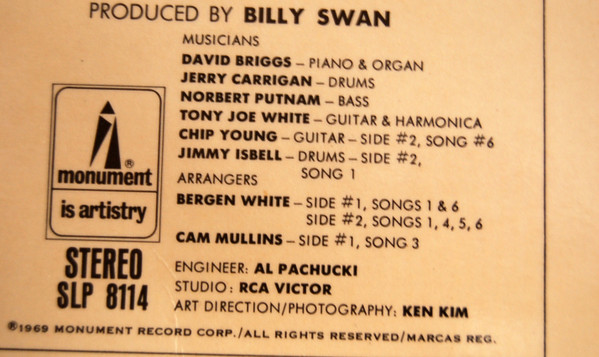 PRODUCED BY BILLY SWAN
MUSICIANS
DAVID BRIGGS – PIANO & ORGAN
JERRY CARRIGAN – DRUMS
NORBERT PUTNAM – BASS
TONY JOE WHITE – GUITAR & HARMONICA
CHIP YOUNG – GUITAR – SIDE #2, SONG #6
JIMMY ISBELL – DRUMS – SIDE #2,
SONG 1
ARRANGERS
BERGEN WHITE – SIDE #1, SONGS 1 & 6
SIDE #2, SONGS 1, 4, 5, 6
CAM MULLINS – SIDE #1, SONG 3
ENGINEER: AL PACHUCKI
STUDIO: RCA VICTOR
ART DIRECTION/PHOTOGRAPHY: KEN KIM
®
monument
is artistry
STEREO
SLP 8114
®1969 MONUMENT RECORD CORP./ALL RIGHTS RESERVED/MARCAS REG.